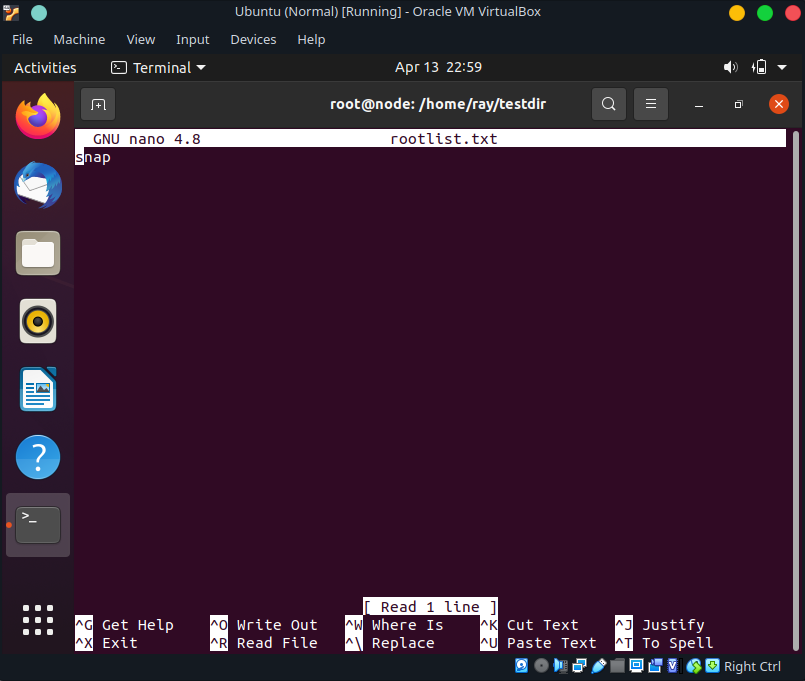 Ubuntu (Normal) [Running] - Oracle VM VirtualBox
File Machine View Input Devices Help
Activities Terminal Apr 13 22:59
root@node: /home/ray/testdir
GNU nano 4.8 rootlist.txt
snap
[ Read 1 line ]
^G Get Help ^O Write Out ^W Where Is ^K Cut Text ^J Justify
^X Exit ^R Read File ^\ Replace ^U Paste Text ^T To Spell
Right Ctrl